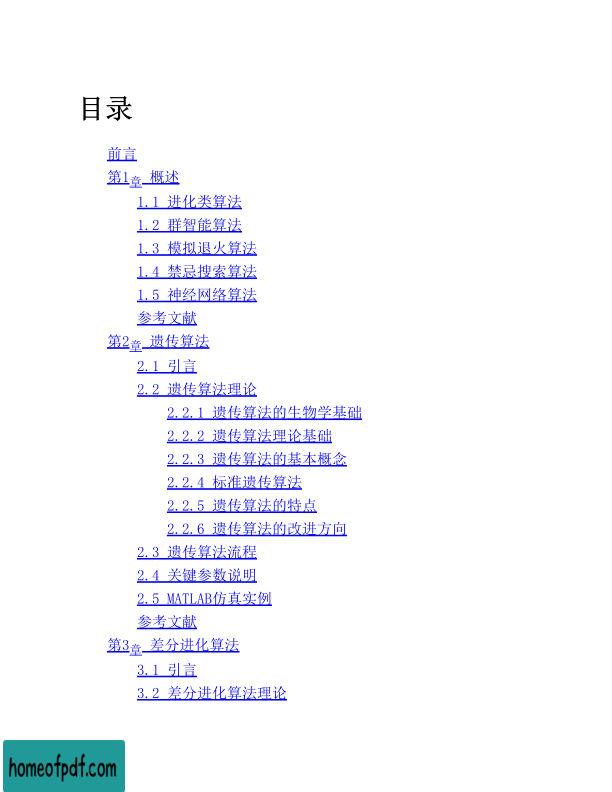 目录
前言
第1章 概述
1.1 进化类算法
1.2 群智能算法
1.3 模拟退火算法
1.4 禁忌搜索算法
1.5 神经网络算法
参考文献
第2章 遗传算法
2.1 引言
2.2 遗传算法理论
2.2.1 遗传算法的生物学基础
2.2.2 遗传算法理论基础
2.2.3 遗传算法的基本概念
2.2.4 标准遗传算法
2.2.5 遗传算法的特点
2.2.6 遗传算法的改进方向
2.3 遗传算法流程
2.4 关键参数说明
2.5 MATLAB仿真实例
参考文献
第3章 差分进化算法
3.1 引言
3.2 差分进化算法理论
homeofpdf.com